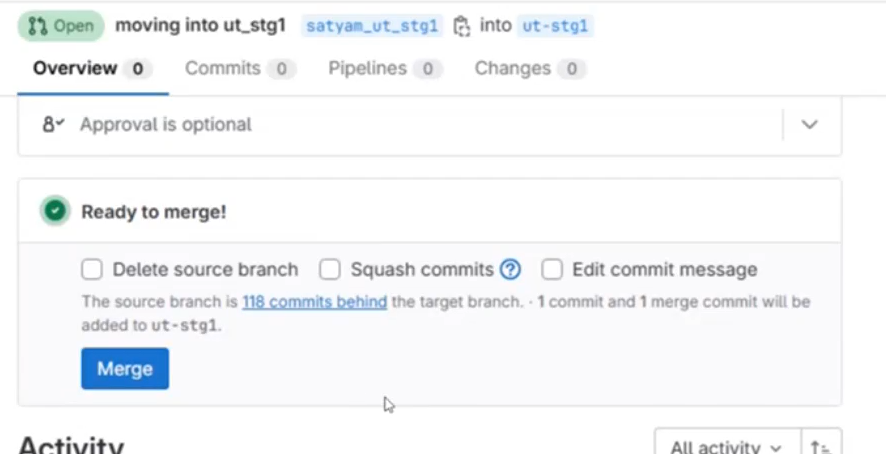 Open moving into ut_stg1 satyam_ut_stg1 into ut-stg1
Overview 0 Commits 0 Pipelines 0 Changes 0
Approval is optional
Ready to merge!
Delete source branch Squash commits ? Edit commit message
The source branch is 118 commits behind the target branch. · 1 commit and 1 merge commit will be
added to ut-stg1.
Merge
Activity All activity